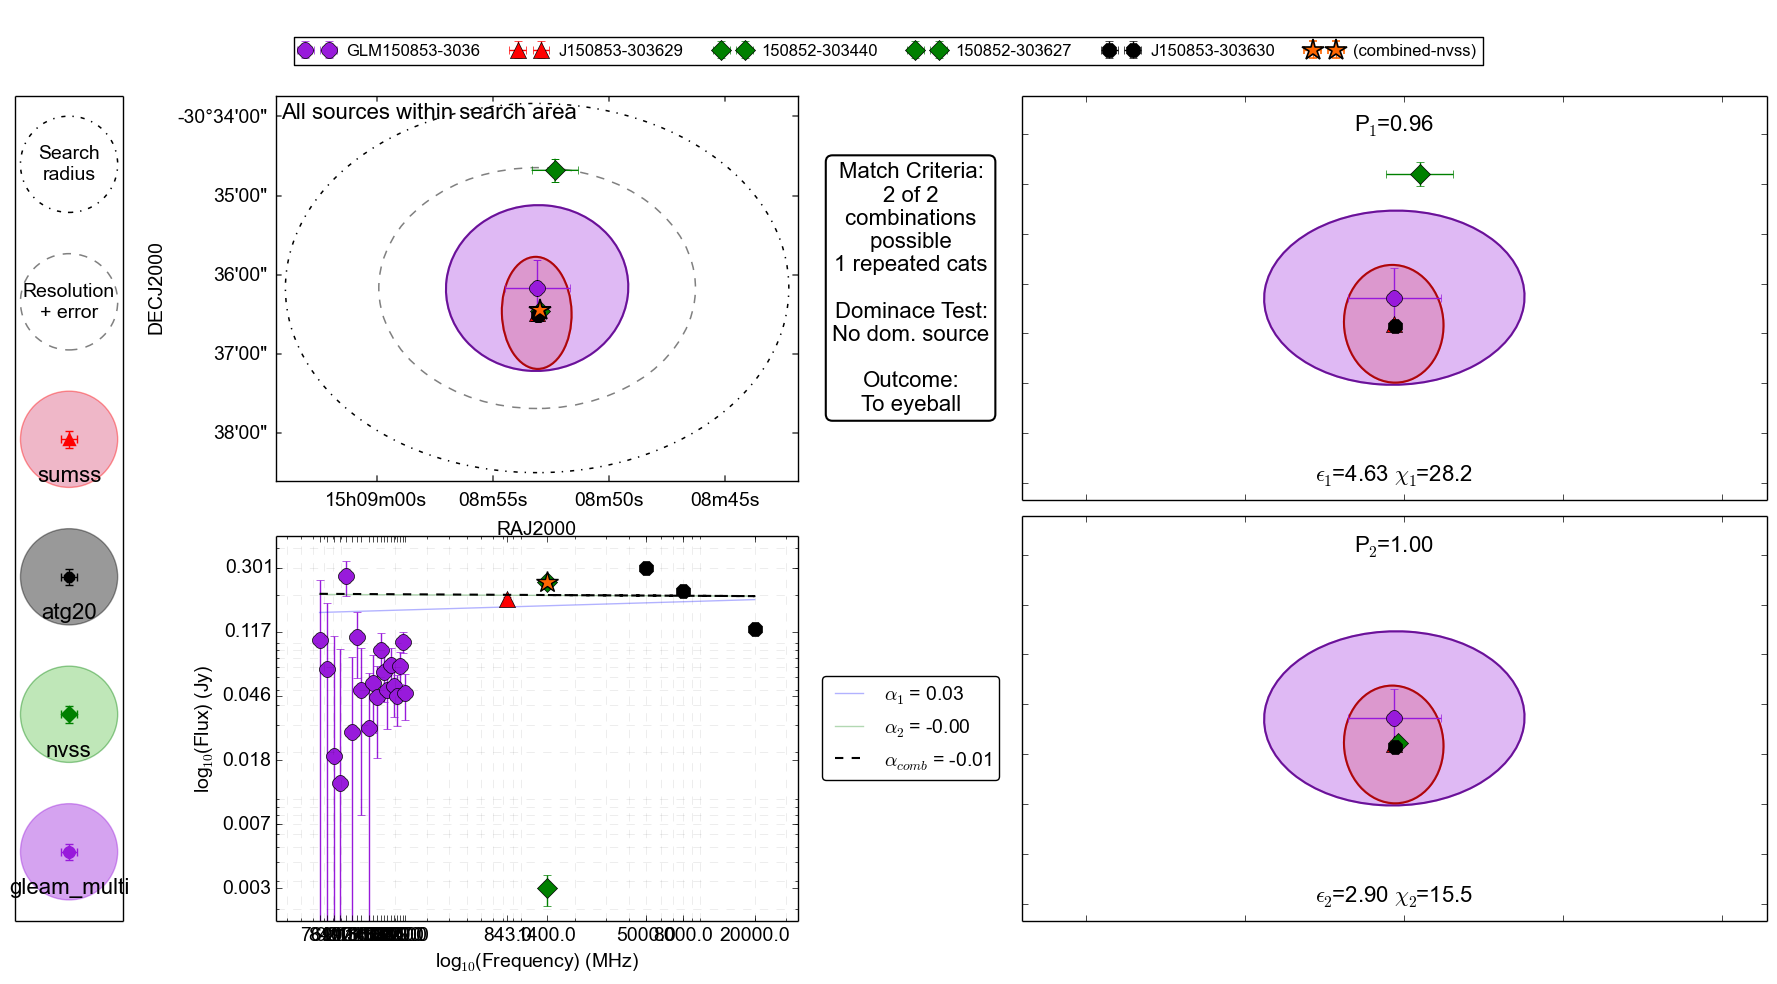 GLM150853-3036 J150853-303629 150852-303440 150852-303627 J150853-303630 (combined-nvss)
Search
radius
Resolution
+ error
sumss
atg20
nvss
gleam_multi
All sources within search area
DECJ2000
-30°34'00"
35'00"
36'00"
37'00"
38'00"
15h09m00s 08m55s 08m50s 08m45s
RAJ2000
Match Criteria:
2 of 2
combinations
possible
1 repeated cats
Dominace Test:
No dom. source
Outcome:
To eyeball
P1=0.96
ϵ1=4.63 χ1=28.2
log10(Flux) (Jy)
0.301
0.117
0.046
0.018
0.007
0.003
843.0 1400.0 5000.0 8000.0 20000.0
log10(Frequency) (MHz)
α1 = 0.03
α2 = -0.00
αcomb = -0.01
P2=1.00
ϵ2=2.90 χ2=15.5